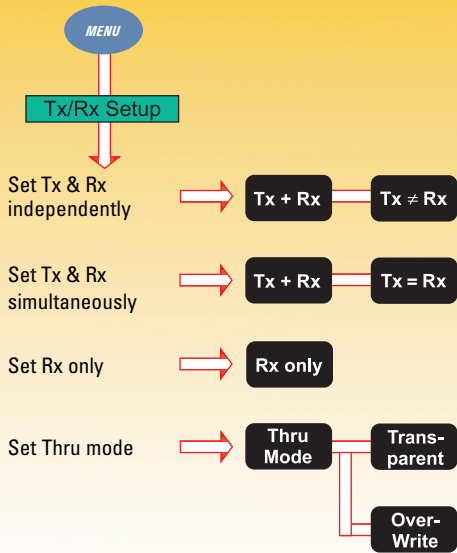 MENU
Tx/Rx Setup
Set Tx & Rx
independently
Tx + Rx
Tx ≠ Rx
Set Tx & Rx
simultaneously
Tx + Rx
Tx = Rx
Set Rx only
Rx only
Set Thru mode
Thru
Mode
Trans-
parent
Over-
Write